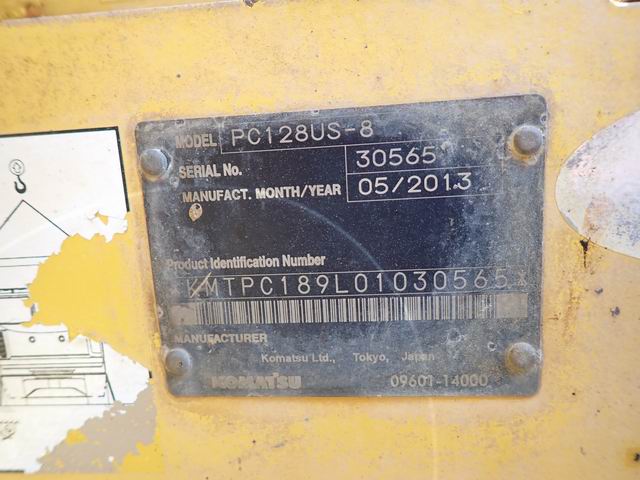 MODEL PC128US-8
SERIAL No. 30565
MANUFACT. MONTH/YEAR 05/2013
Product Identification Number
KMTPC189L01030565
MANUFACTURER
Komatsu Ltd., Tokyo, Japan
KOMATSU 09601-14000